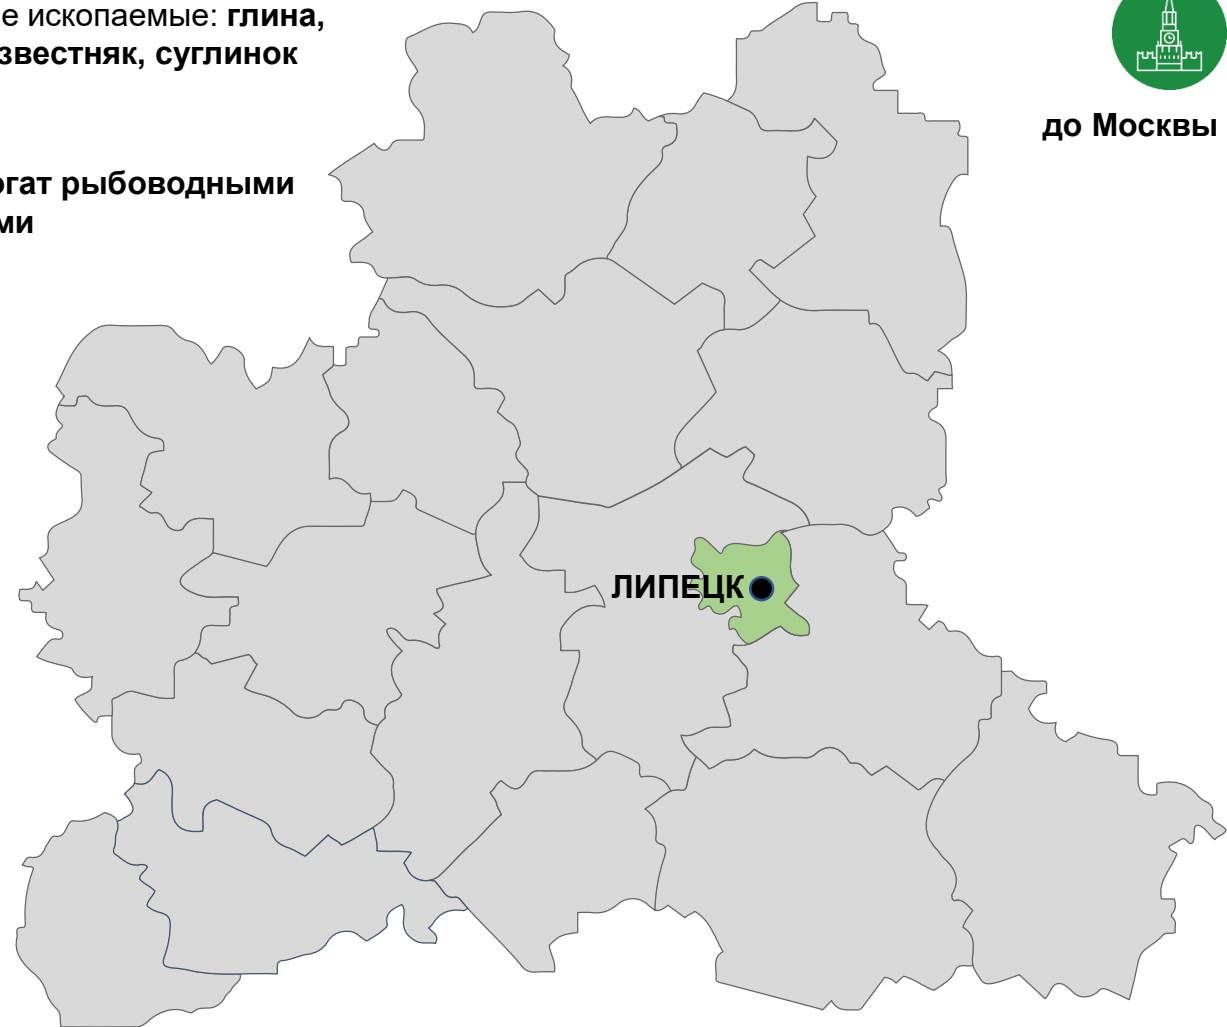 е ископаемые: глина,
звестняк, суглинок
до Москвы
огат рыбоводными
ми
ЛИПЕЦК